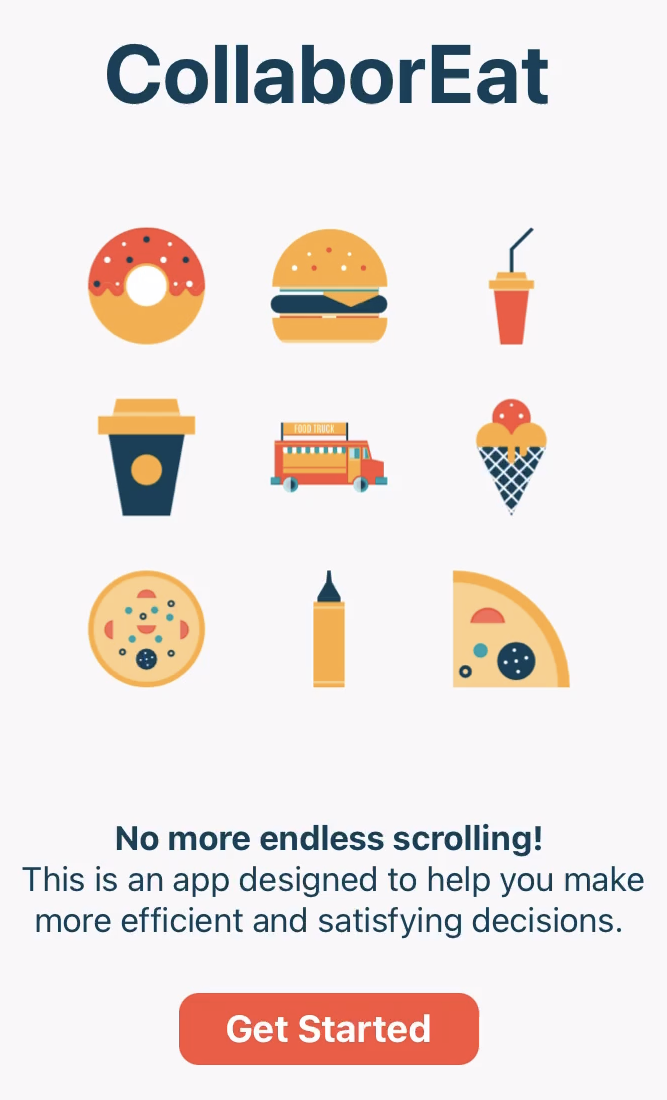 CollaborEat
FOOD TRUCK
No more endless scrolling!
This is an app designed to help you make
more efficient and satisfying decisions.
Get Started